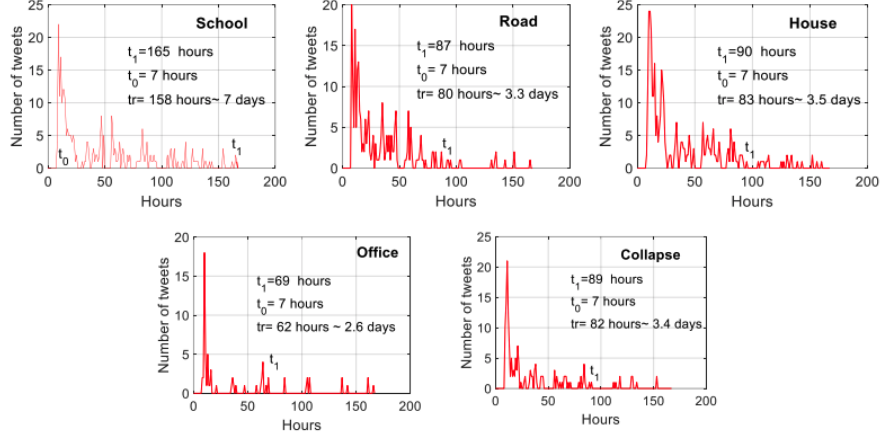 School
t1=165 hours
t0= 7 hours
tr= 158 hours~ 7 days
t0
t1
Number of tweets
25
20
15
10
5
0
0 50 100 150 200
Hours
Road
t1=87 hours
t0= 7 hours
tr= 80 hours~ 3.3 days
t1
Number of tweets
20
15
10
5
0
0 50 100 150 200
Hours
House
t1=90 hours
t0= 7 hours
tr= 83 hours~ 3.5 days
t1
Number of tweets
25
20
15
10
5
0
0 50 100 150 200
Hours
Office
t1=69 hours
t0= 7 hours
tr= 62 hours ~ 2.6 days
t1
Number of tweets
20
15
10
5
0
0 50 100 150 200
Hours
Collapse
t1=89 hours
t0= 7 hours
tr= 82 hours~ 3.4 days
t1
Number of tweets
25
20
15
10
5
0
0 50 100 150 200
Hours